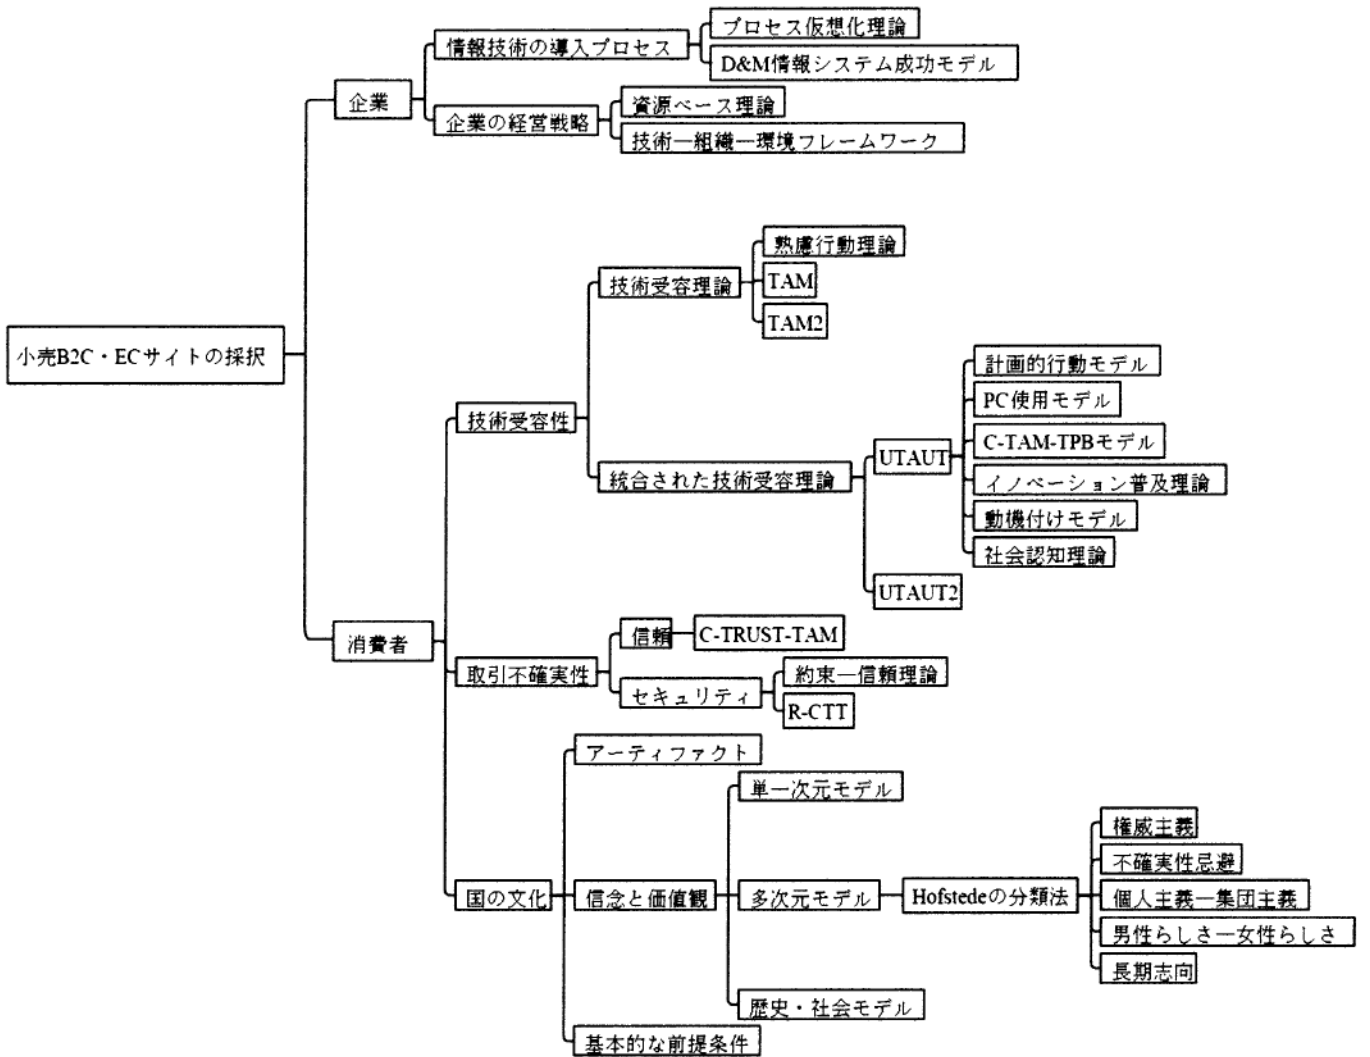 プロセス仮想化理論
情報技術の導入プロセス
D&M情報システム成功モデル
企業
資源ベース理論
企業の経営戦略
技術―組織―環境フレームワーク
熟慮行動理論
技術受容理論
TAM
TAM2
小売B2C・ECサイトの採択
計画的行動モデル
PC使用モデル
技術受容性
C-TAM-TPBモデル
UTAUT
統合された技術受容理論
イノベーション普及理論
動機付けモデル
社会認知理論
UTAUT2
消費者
信頼
C-TRUST-TAM
取引不確実性
約束―信頼理論
セキュリティ
R-CTT
アーティファクト
単一次元モデル
権威主義
不確実性忌避
国の文化
信念と価値観
多次元モデル
Hofstedeの分類法
個人主義―集団主義
男性らしさ―女性らしさ
長期志向
歴史・社会モデル
基本的な前提条件